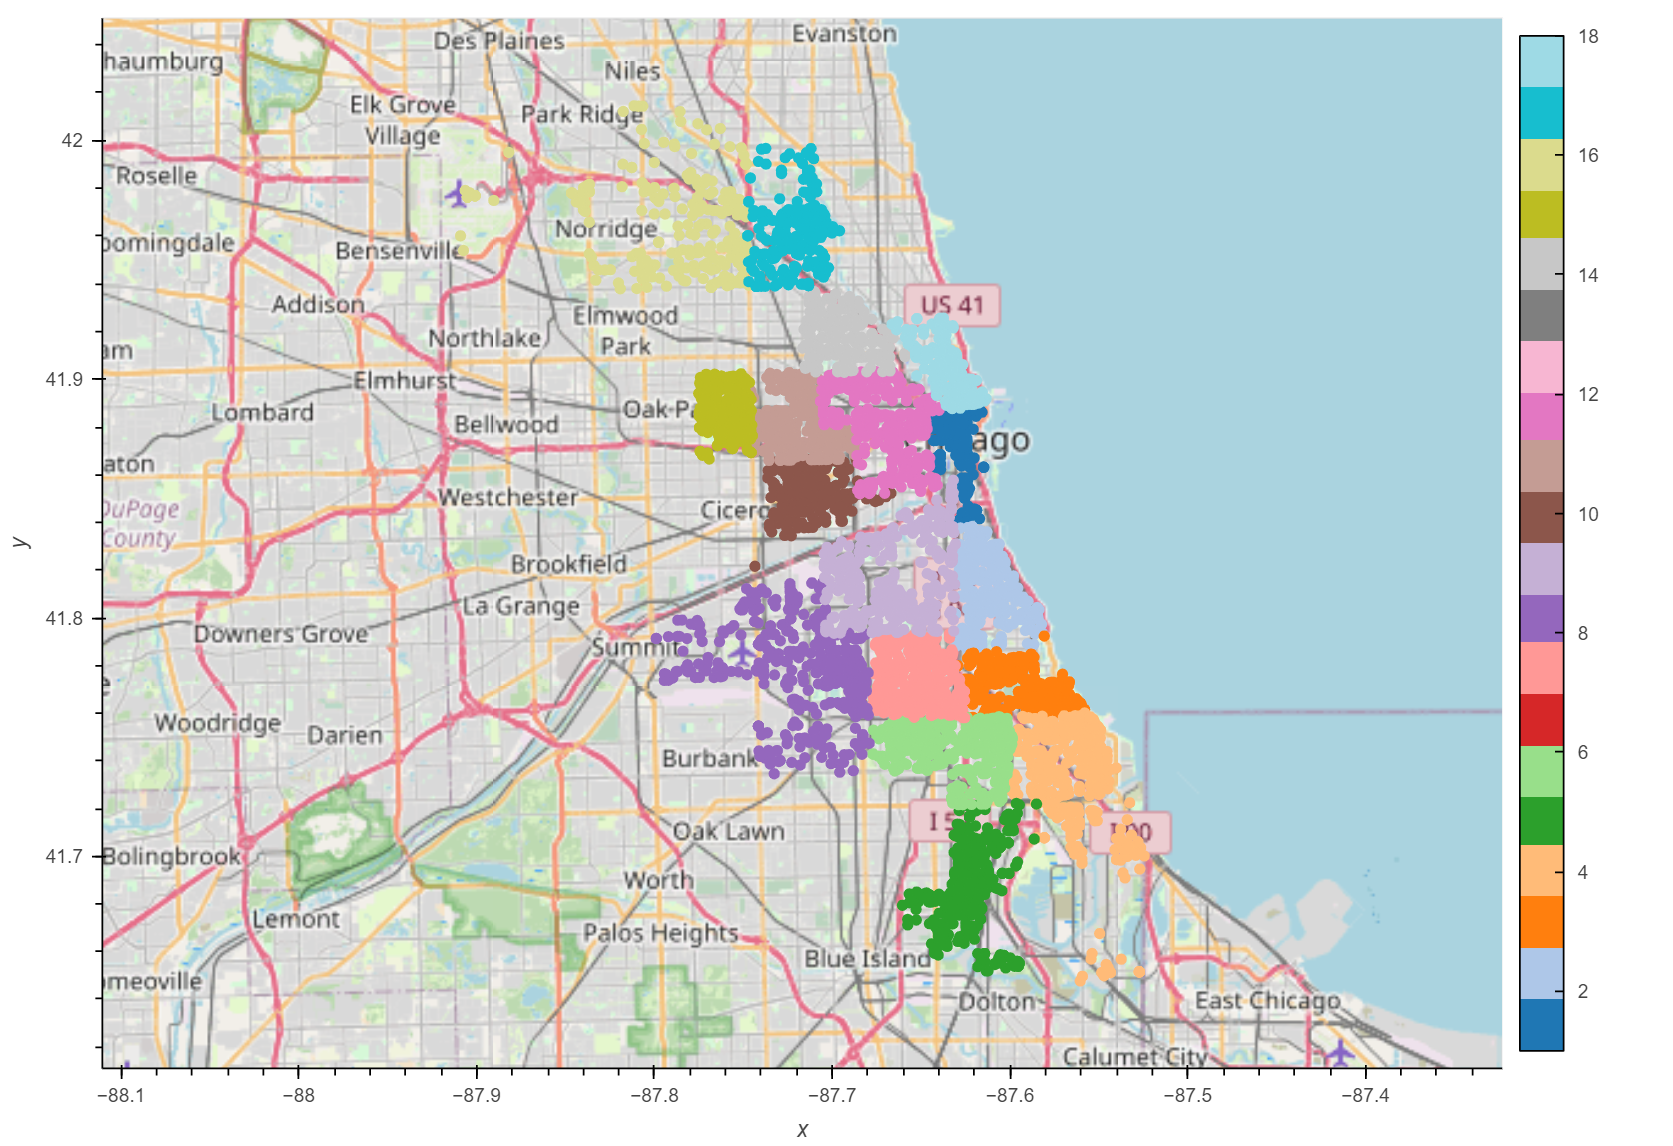 Evanston
Des Plaines
Niles
haumburg
Elk Grove
Village
Park Ridge
42
Roselle
Norridge
oomingdale
Bensenville
Addison
US 41
Elmwood
Park
Northlake
am
41.9
Elmhurst
Lombard
Oak Pa
Bellwood
ago
aton
Westchester
Cicero
DuPage
County
Brookfield
La Grange
41.8
Downers Grove
Summit
e
Woodridge
Darien
Burbank
I 5
I 90
Oak Lawn
41.7
Bolingbrook
Worth
Lemont
Palos Heights
Blue Island
omeoville
Dolton
East Chicago
Calumet City
−88.1
−88
−87.9
−87.8
−87.7
−87.6
−87.5
−87.4
x
y
18
16
14
12
10
8
6
4
2